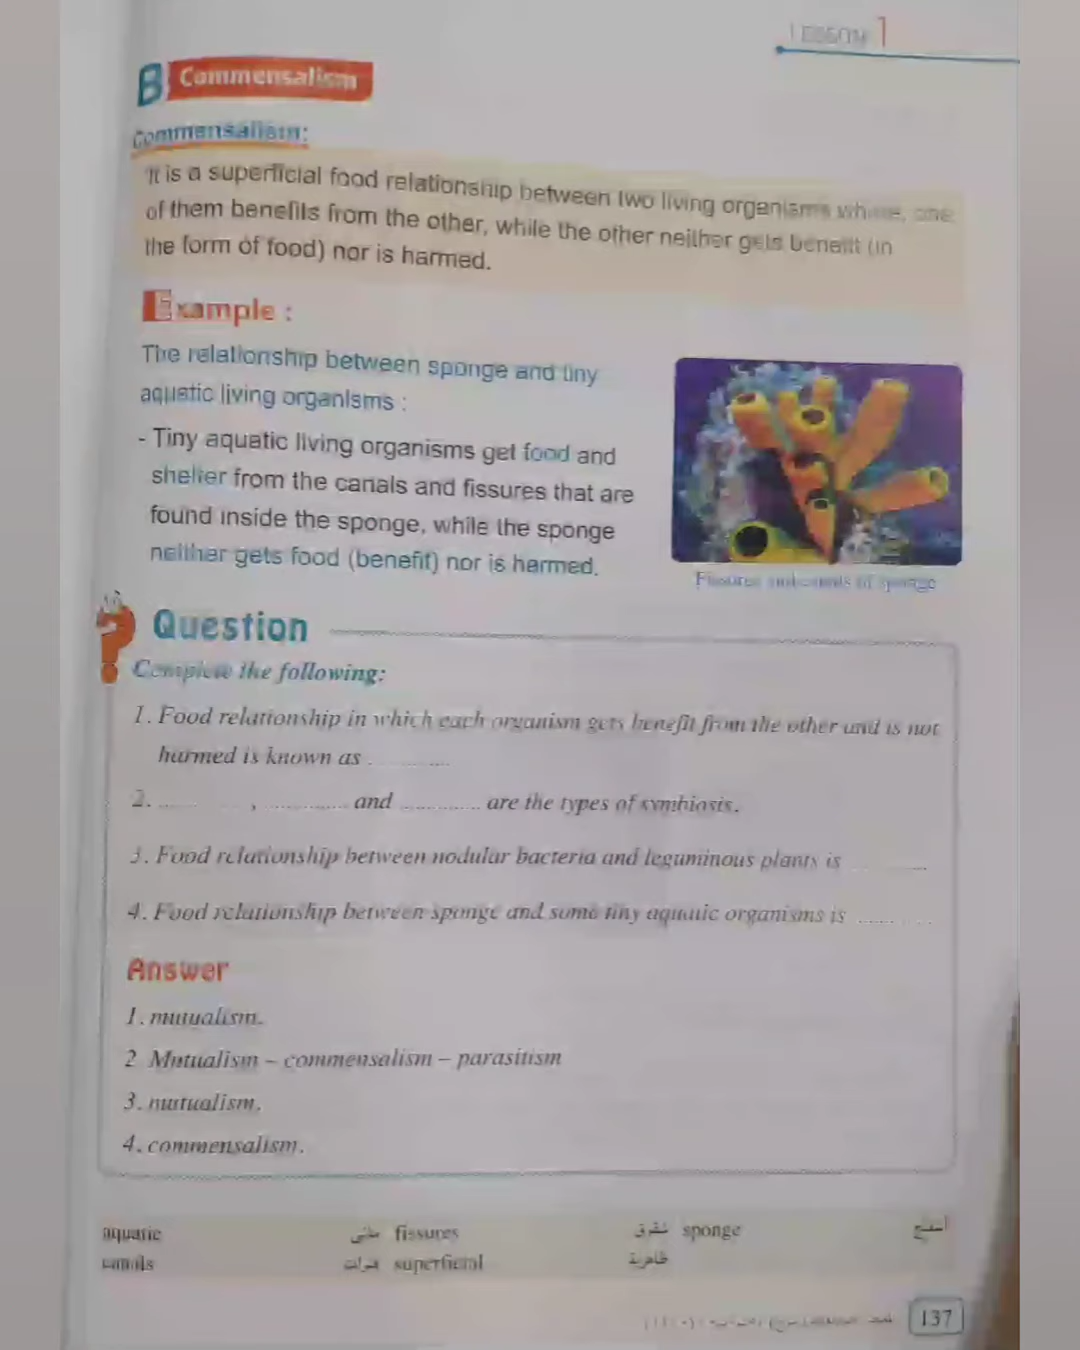 LESSON 1
B Commensalism
Commensalism:
It is a superficial food relationship between two living organisms where, one
of them benefits from the other, while the other neither gets benefit (in
the form of food) nor is harmed.
Example :
The relationship between sponge and tiny
aquatic living organisms :
- Tiny aquatic living organisms get food and
shelter from the canals and fissures that are
found inside the sponge, while the sponge
neither gets food (benefit) nor is harmed.
Fissures and canals of sponge
Question
Complete the following:
1. Food relationship in which each organism gets benefit from the other and is not
harmed is known as ..........
2. .......... , .......... and .......... are the types of symbiosis.
3. Food relationship between nodular bacteria and leguminous plants is ..........
4. Food relationship between sponge and some tiny aquatic organisms is ..........
Answer
1. mutualism.
2 Mutualism – commensalism – parasitism
3. mutualism.
4. commensalism.
aquatic مائى fissures شقوق sponge اسفنج
canals قنوات superficial ظاهرية
137